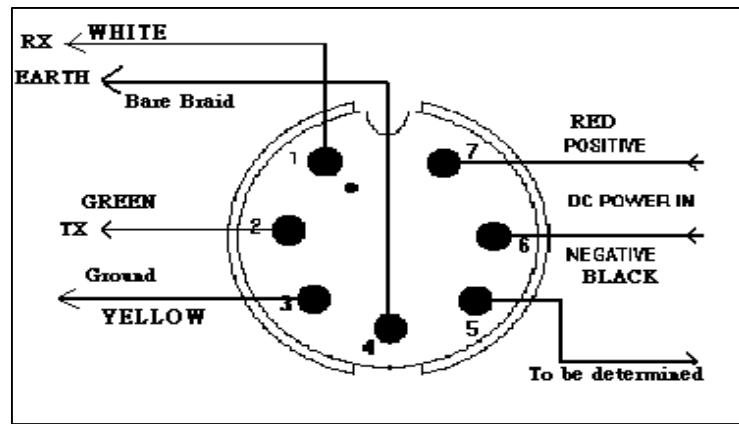 RX WHITE
EARTH
Bare Braid
RED
POSITIVE
1
7
GREEN
DC POWER IN
TX
2
6
NEGATIVE
BLACK
Ground
3
YELLOW
4
5
To be determined